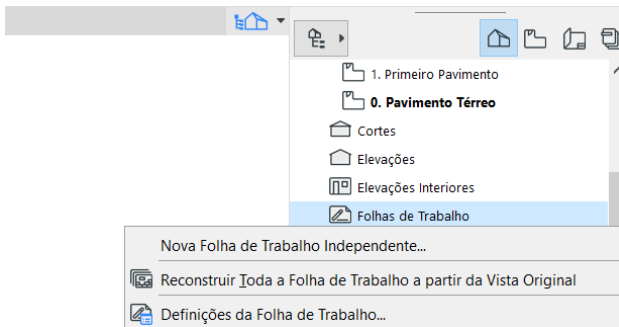 1. Primeiro Pavimento
0. Pavimento Térreo
Cortes
Elevações
Elevações Interiores
Folhas de Trabalho
Nova Folha de Trabalho Independente...
Reconstruir Toda a Folha de Trabalho a partir da Vista Original
Definições da Folha de Trabalho...